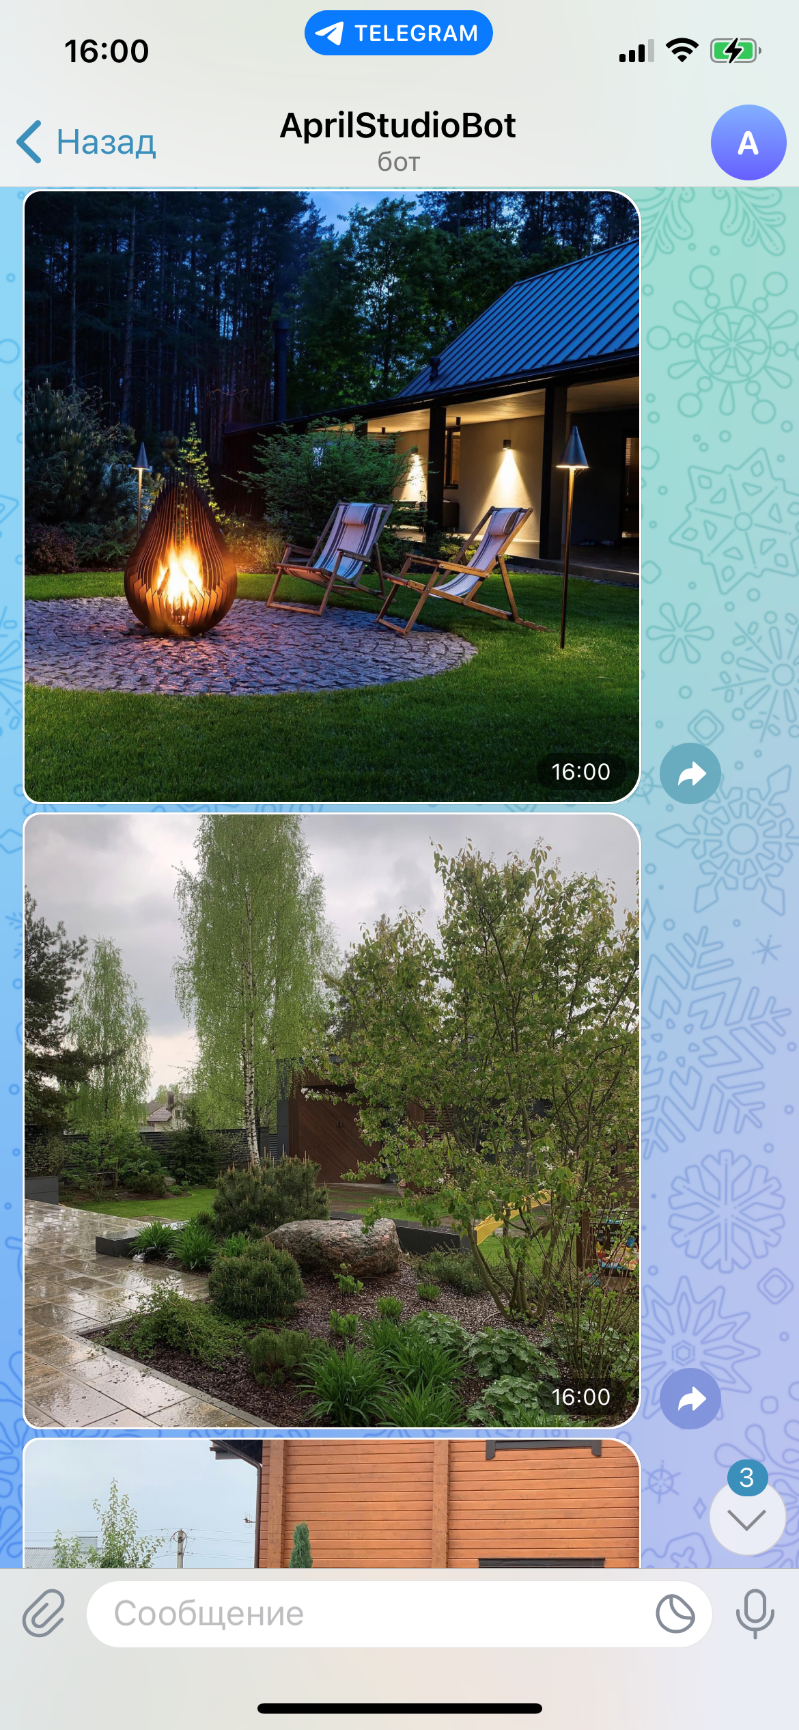 16:00
TELEGRAM
Назад
AprilStudioBot
бот
A
16:00
16:00
3
Сообщение